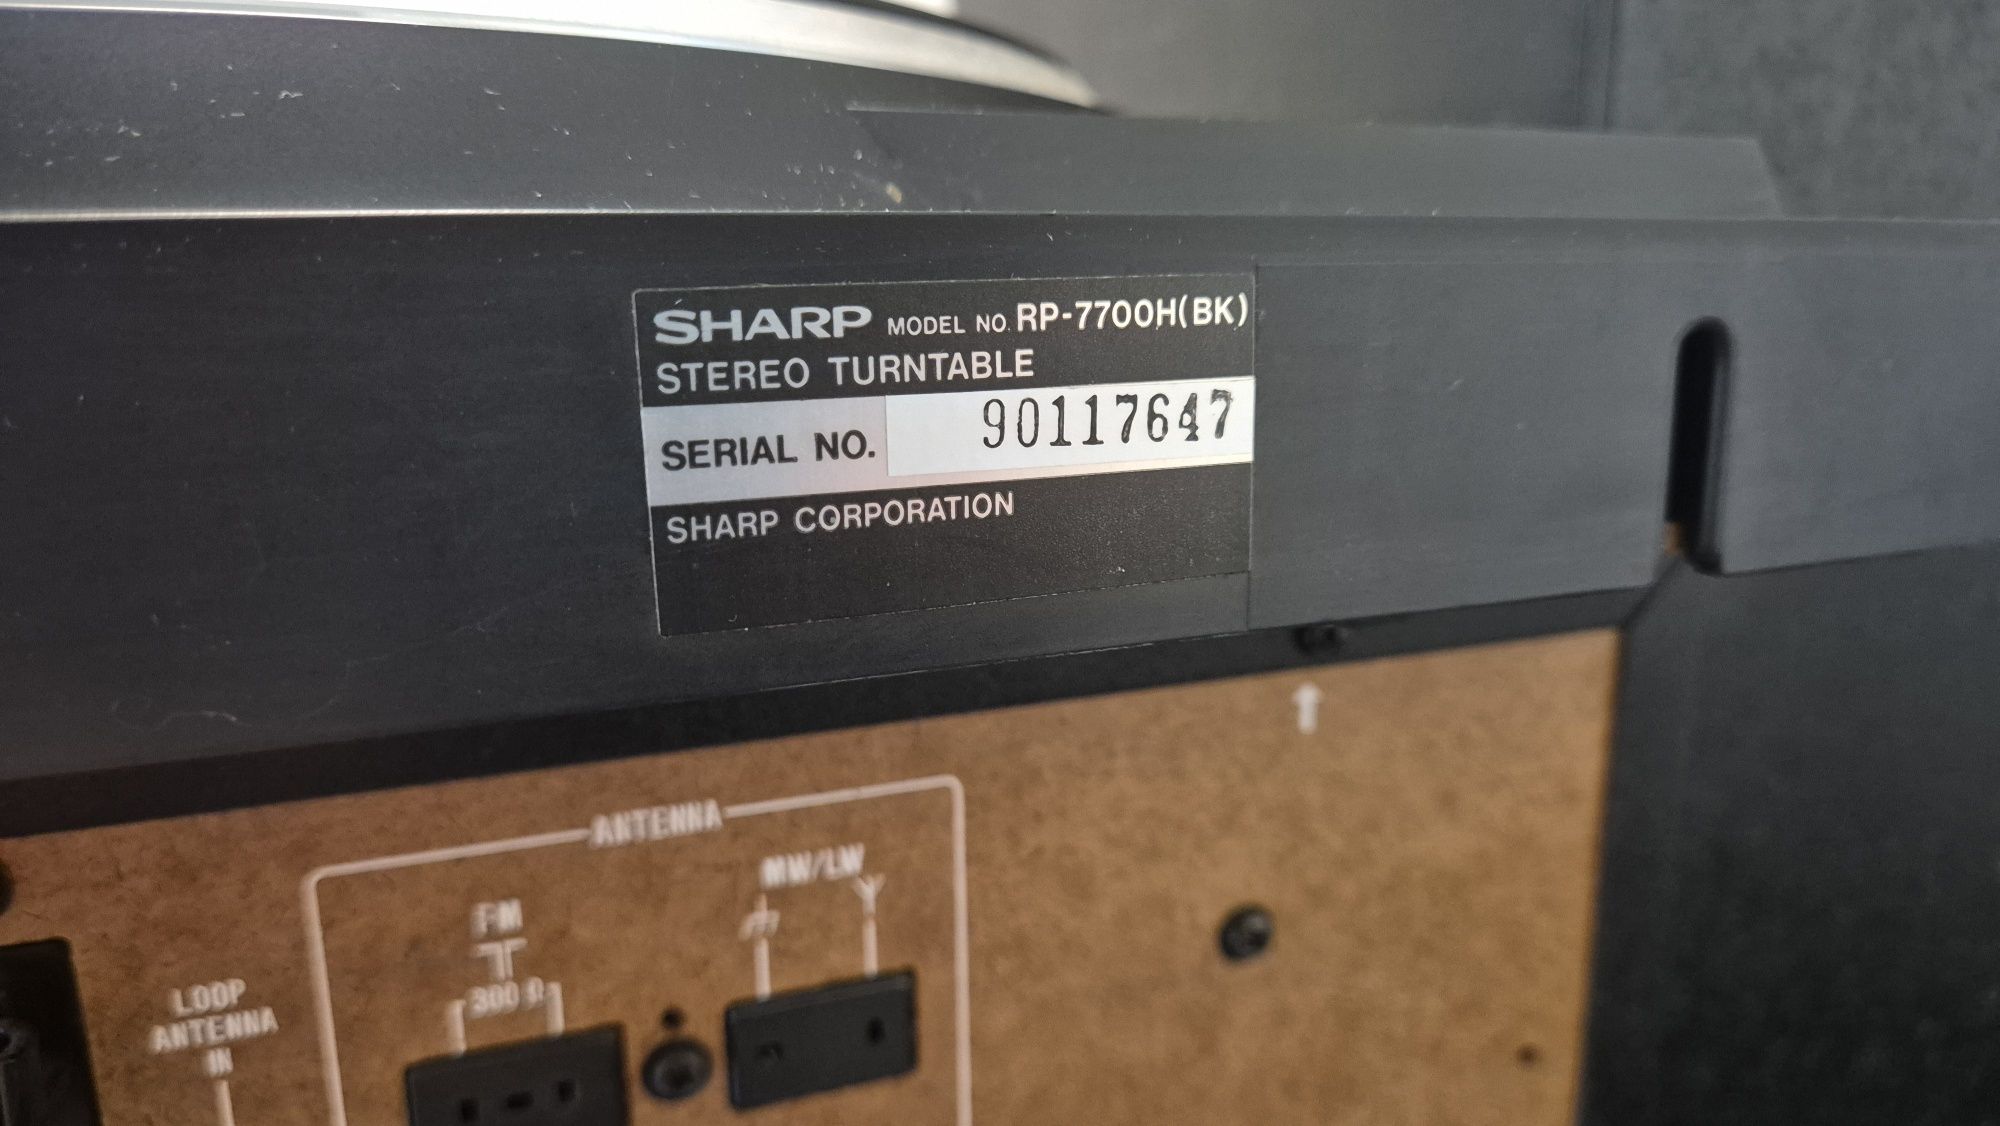 SHARP MODEL NO. RP-7700H(BK)
STEREO TURNTABLE
SERIAL NO. 90117647
SHARP CORPORATION
ANTENNA
MW/LW
FM
300Ω
LOOP
ANTENNA
IN